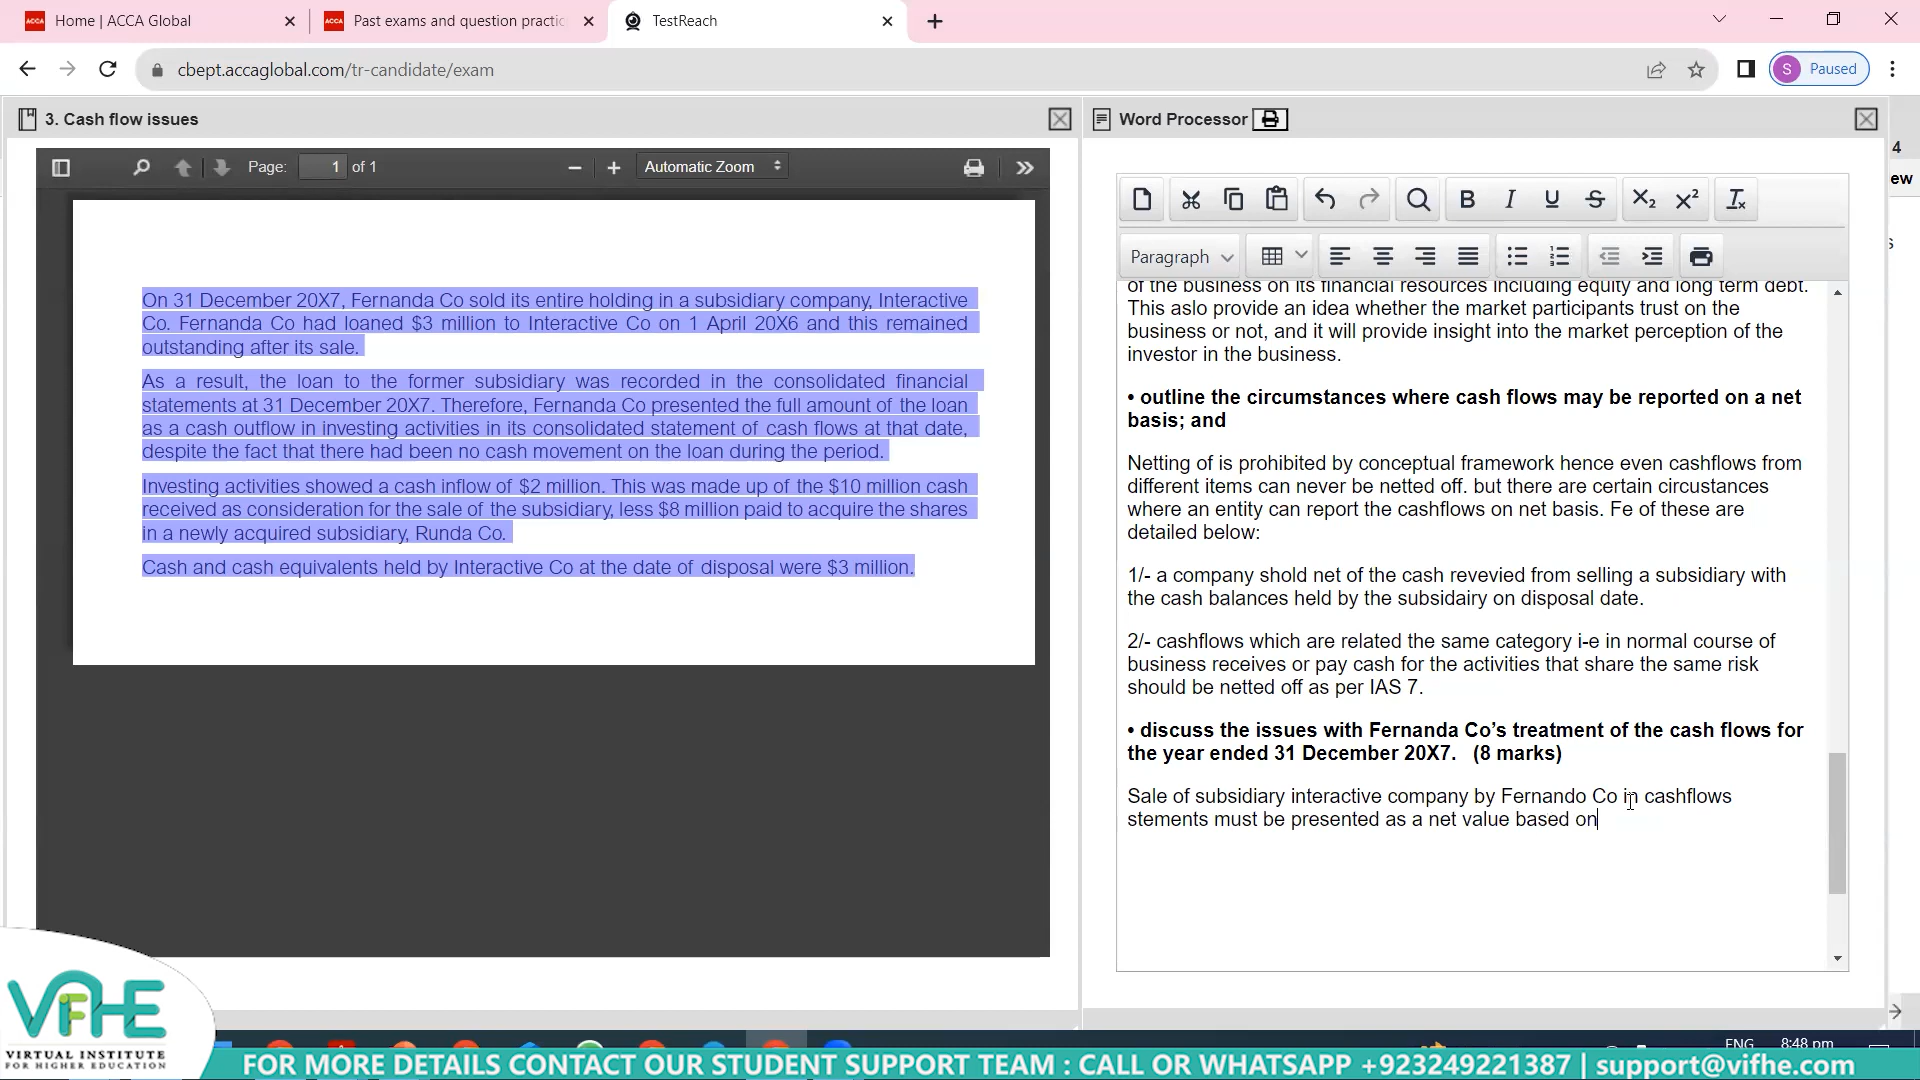 Home | ACCA Global
Past exams and question practic
TestReach
cbept.accaglobal.com/tr-candidate/exam
S Paused
3. Cash flow issues
Word Processor
4
ew
Page: 1 of 1
Automatic Zoom
Paragraph
On 31 December 20X7, Fernanda Co sold its entire holding in a subsidiary company, Interactive
Co. Fernanda Co had loaned $3 million to Interactive Co on 1 April 20X6 and this remained
outstanding after its sale.
As a result, the loan to the former subsidiary was recorded in the consolidated financial
statements at 31 December 20X7. Therefore, Fernanda Co presented the full amount of the loan
as a cash outflow in investing activities in its consolidated statement of cash flows at that date,
despite the fact that there had been no cash movement on the loan during the period.
Investing activities showed a cash inflow of $2 million. This was made up of the $10 million cash
received as consideration for the sale of the subsidiary, less $8 million paid to acquire the shares
in a newly acquired subsidiary, Runda Co.
Cash and cash equivalents held by Interactive Co at the date of disposal were $3 million.
of the business on its financial resources including equity and long term debt.
This aslo provide an idea whether the market participants trust on the
business or not, and it will provide insight into the market perception of the
investor in the business.
• outline the circumstances where cash flows may be reported on a net
basis; and
Netting of is prohibited by conceptual framework hence even cashflows from
different items can never be netted off. but there are certain circustances
where an entity can report the cashflows on net basis. Fe of these are
detailed below:
1/- a company shold net of the cash revevied from selling a subsidiary with
the cash balances held by the subsidairy on disposal date.
2/- cashflows which are related the same category i-e in normal course of
business receives or pay cash for the activities that share the same risk
should be netted off as per IAS 7.
• discuss the issues with Fernanda Co’s treatment of the cash flows for
the year ended 31 December 20X7. (8 marks)
Sale of subsidiary interactive company by Fernando Co in cashflows
stements must be presented as a net value based on
VIFHE
VIRTUAL INSTITUTE
FOR HIGHER EDUCATION
ENG
8:48 pm
FOR MORE DETAILS CONTACT OUR STUDENT SUPPORT TEAM : CALL OR WHATSAPP +923249221387 | support@vifhe.com